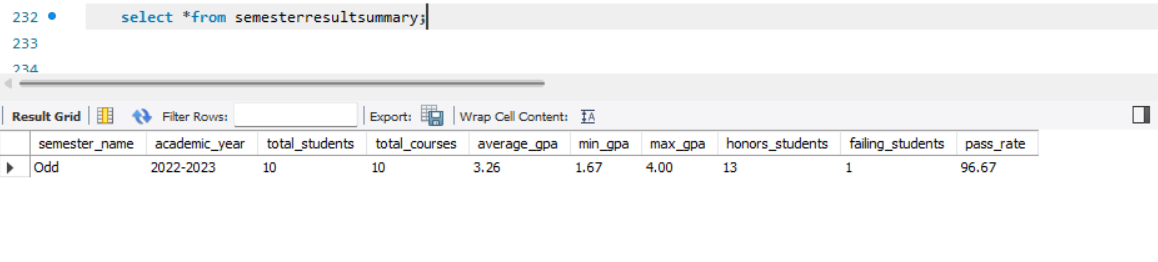 232 select *from semesterresultsummary;
233
234
Result Grid Filter Rows: Export: Wrap Cell Content: IA
semester_name academic_year total_students total_courses average_gpa min_gpa max_gpa honors_students failing_students pass_rate
Odd 2022-2023 10 10 3.26 1.67 4.00 13 1 96.67